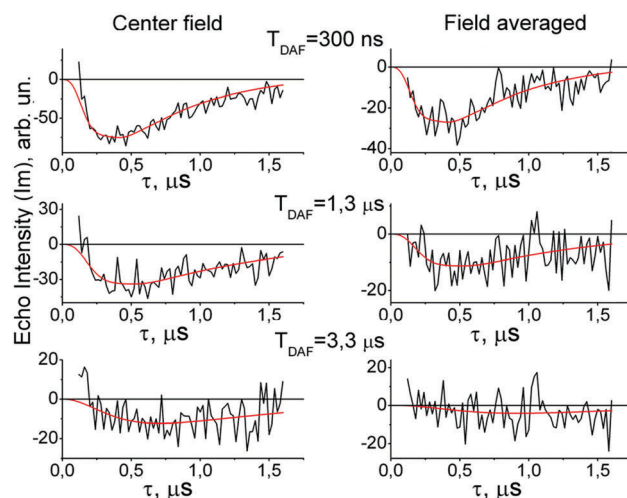 Center field Field averaged
T_DAF=300 ns
Echo Intensity (Im), arb. un.
0 0
-50 -20
-40
0,0 0,5 1,0 1,5 0,0 0,5 1,0 1,5
τ, μs τ, μs
T_DAF=1,3 μs
30
0 0
-30 -10
-20
0,0 0,5 1,0 1,5 0,0 0,5 1,0 1,5
τ, μs τ, μs
T_DAF=3,3 μs
20 20
10
0 0
-10
-20 -20
0,0 0,5 1,0 1,5 0,0 0,5 1,0 1,5
τ, μs τ, μs